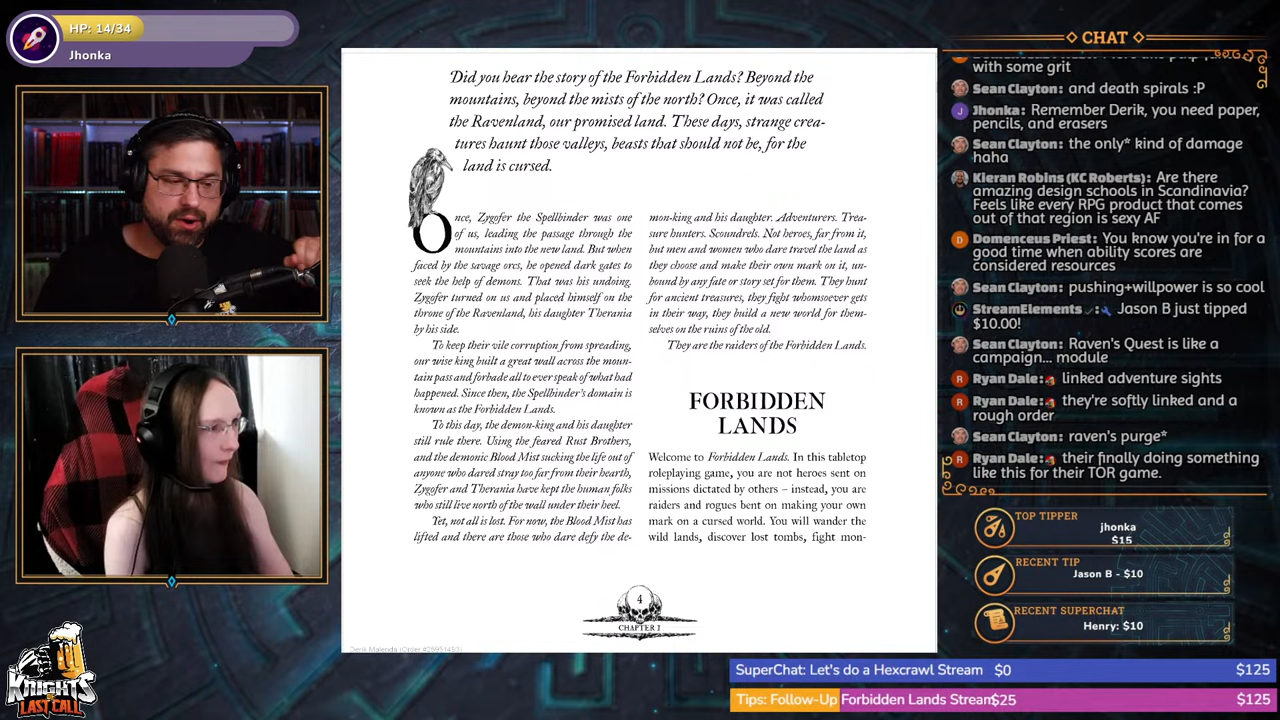 HP: 14/34
Jhonka
Did you hear the story of the Forbidden Lands? Beyond the
mountains, beyond the mists of the north? Once, it was called
the Ravenland, our promised land. These days, strange crea-
tures haunt those valleys, beasts that should not be, for the
land is cursed.
Once, Zygofer the Spellbinder was one
of us, leading the passage through the
mountains into the new land. But when
faced by the savage orcs, he opened dark gates to
seek the help of demons. That was his undoing.
Zygofer turned on us and placed himself on the
throne of the Ravenland, his daughter Therania
by his side.
To keep their vile corruption from spreading,
our wise king built a great wall across the moun-
tain pass and forbade all to ever speak of what had
happened. Since then, the Spellbinder's domain is
known as the Forbidden Lands.
To this day, the demon-king and his daughter
still rule there. Using the feared Rust Brothers,
and the demonic Blood Mist sucking the life out of
anyone who dared stray too far from their hearth,
Zygofer and Therania have kept the human folks
who still live north of the wall under their heel.
Yet, not all is lost. For now, the Blood Mist has
lifted and there are those who dare defy the de-
mon-king and his daughter. Adventurers. Trea-
sure hunters. Scoundrels. Not heroes, far from it,
but men and women who dare travel the land as
they choose and make their own mark on it, un-
bound by any fate or story set for them. They hunt
for ancient treasures, they fight whomsoever gets
in their way, they build a new world for them-
selves on the ruins of the old.
They are the raiders of the Forbidden Lands.
FORBIDDEN
LANDS
Welcome to Forbidden Lands. In this tabletop
roleplaying game, you are not heroes sent on
missions dictated by others – instead, you are
raiders and rogues bent on making your own
mark on a cursed world. You will wander the
wild lands, discover lost tombs, fight mon-
4
CHAPTER 1
CHAT
with some grit
Sean Clayton: and death spirals :P
Jhonka: Remember Derik, you need paper,
pencils, and erasers
Sean Clayton: the only* kind of damage
haha
Kieran Robins (KC Roberts): Are there
amazing design schools in Scandinavia?
Feels like every RPG product that comes
out of that region is sexy AF
Domenceus Priest: You know you're in for a
good time when ability scores are
considered resources
Sean Clayton: pushing+willpower is so cool
StreamElements : Jason B just tipped
$10.00!
Sean Clayton: Raven's Quest is like a
campaign... module
Ryan Dale: linked adventure sights
Ryan Dale: they're softly linked and a
rough order
Sean Clayton: raven's purge*
Ryan Dale: their finally doing something
like this for their TOR game.
TOP TIPPER
jhonka
$15
RECENT TIP
Jason B - $10
RECENT SUPERCHAT
Henry: $10
SuperChat: Let's do a Hexcrawl Stream $0 $125
Tips: Follow-Up Forbidden Lands Stream $25 $125
KNIGHTS
OF
LAST CALL